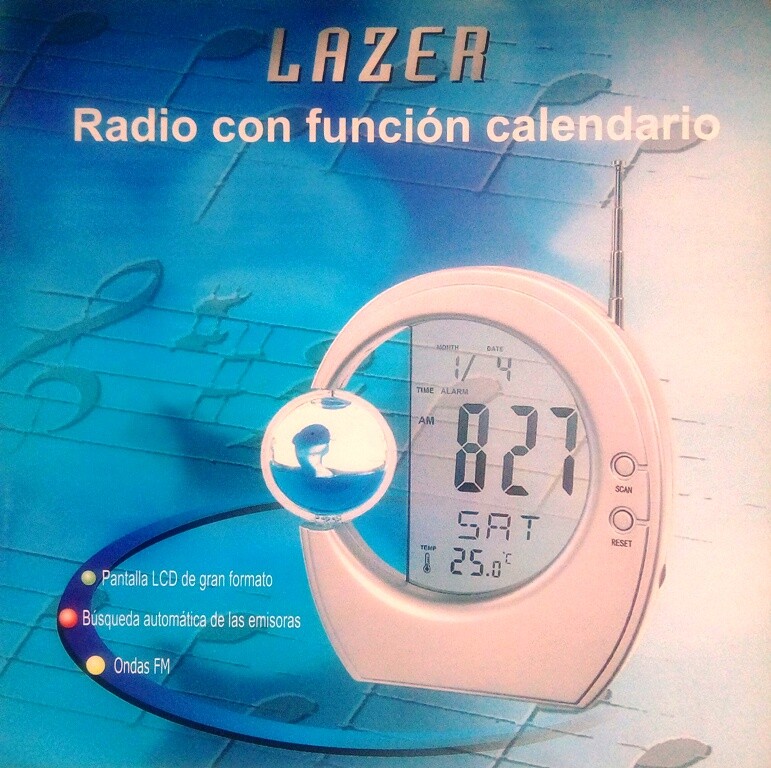 LAZER
Radio con función calendario
MONTH DATE
1/ 4
TIME ALARM
AM 827
SCAN
SAT
RESET
TEMP 25.0°C
Pantalla LCD de gran formato
Búsqueda automática de las emisoras
Ondas FM